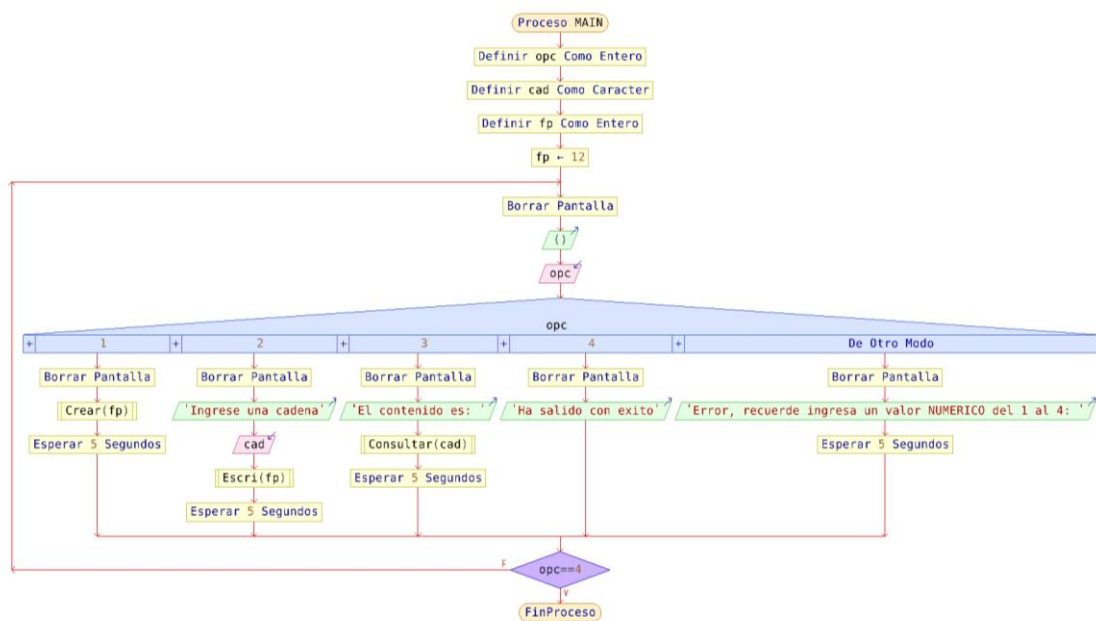 Proceso MAIN
Definir opc Como Entero
Definir cad Como Caracter
Definir fp Como Entero
fp ← 12
Borrar Pantalla
()
opc
opc
+ 1 + 2 + 3 + 4 + De Otro Modo
Borrar Pantalla Borrar Pantalla Borrar Pantalla Borrar Pantalla Borrar Pantalla
Crear(fp) 'Ingrese una cadena' 'El contenido es: ' 'Ha salido con exito' 'Error, recuerde ingresa un valor NUMERICO del 1 al 4: '
Esperar 5 Segundos cad Consultar(cad) Esperar 5 Segundos
Escri(fp) Esperar 5 Segundos
Esperar 5 Segundos
F opc==4
V
FinProceso